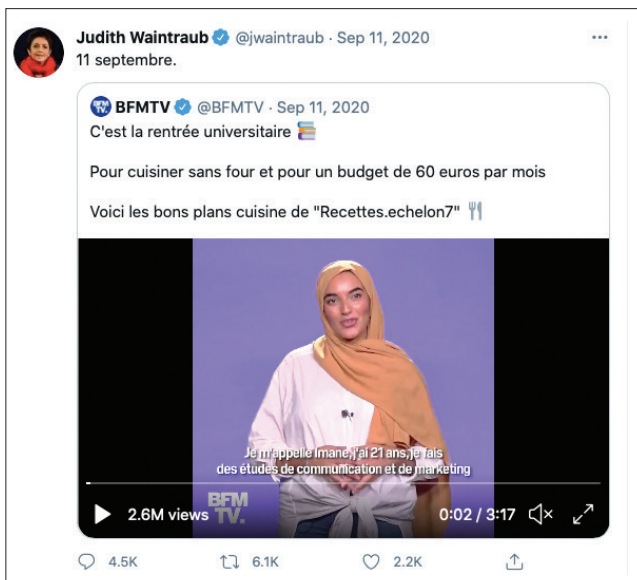 Judith Waintraub @jwaintraub · Sep 11, 2020
11 septembre.
BFM TV. BFMTV @BFMTV · Sep 11, 2020
C'est la rentrée universitaire
Pour cuisiner sans four et pour un budget de 60 euros par mois
Voici les bons plans cuisine de "Recettes.echelon7"
Je m'appelle Imane, j'ai 21 ans, je fais
des études de communication et de marketing
BFM
TV.
2.6M views
0:02 / 3:17
4.5K 6.1K 2.2K